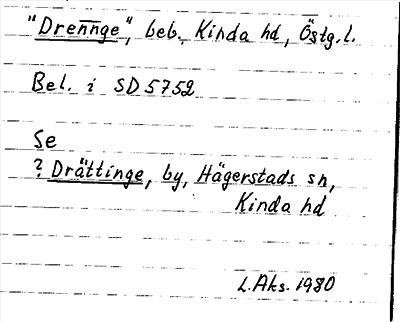 "Drennge", beb., Kinda hd, Östg.l.
Bel. i SD 5752
Se
? Drättinge, by, Hägerstads sn,
Kinda hd
L. Aks. 1980